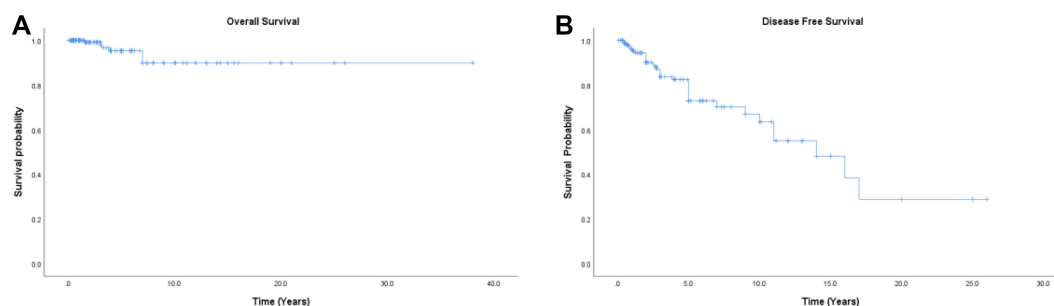 A
Overall Survival
Survival probability
1.0
0.8
0.6
0.4
0.2
0.0
.0 10.0 20.0 30.0 40.0
Time (Years)
B
Disease Free Survival
Survival Probability
1.0
0.8
0.6
0.4
0.2
0.0
.0 5.0 10.0 15.0 20.0 25.0 30.0
Time (Years)